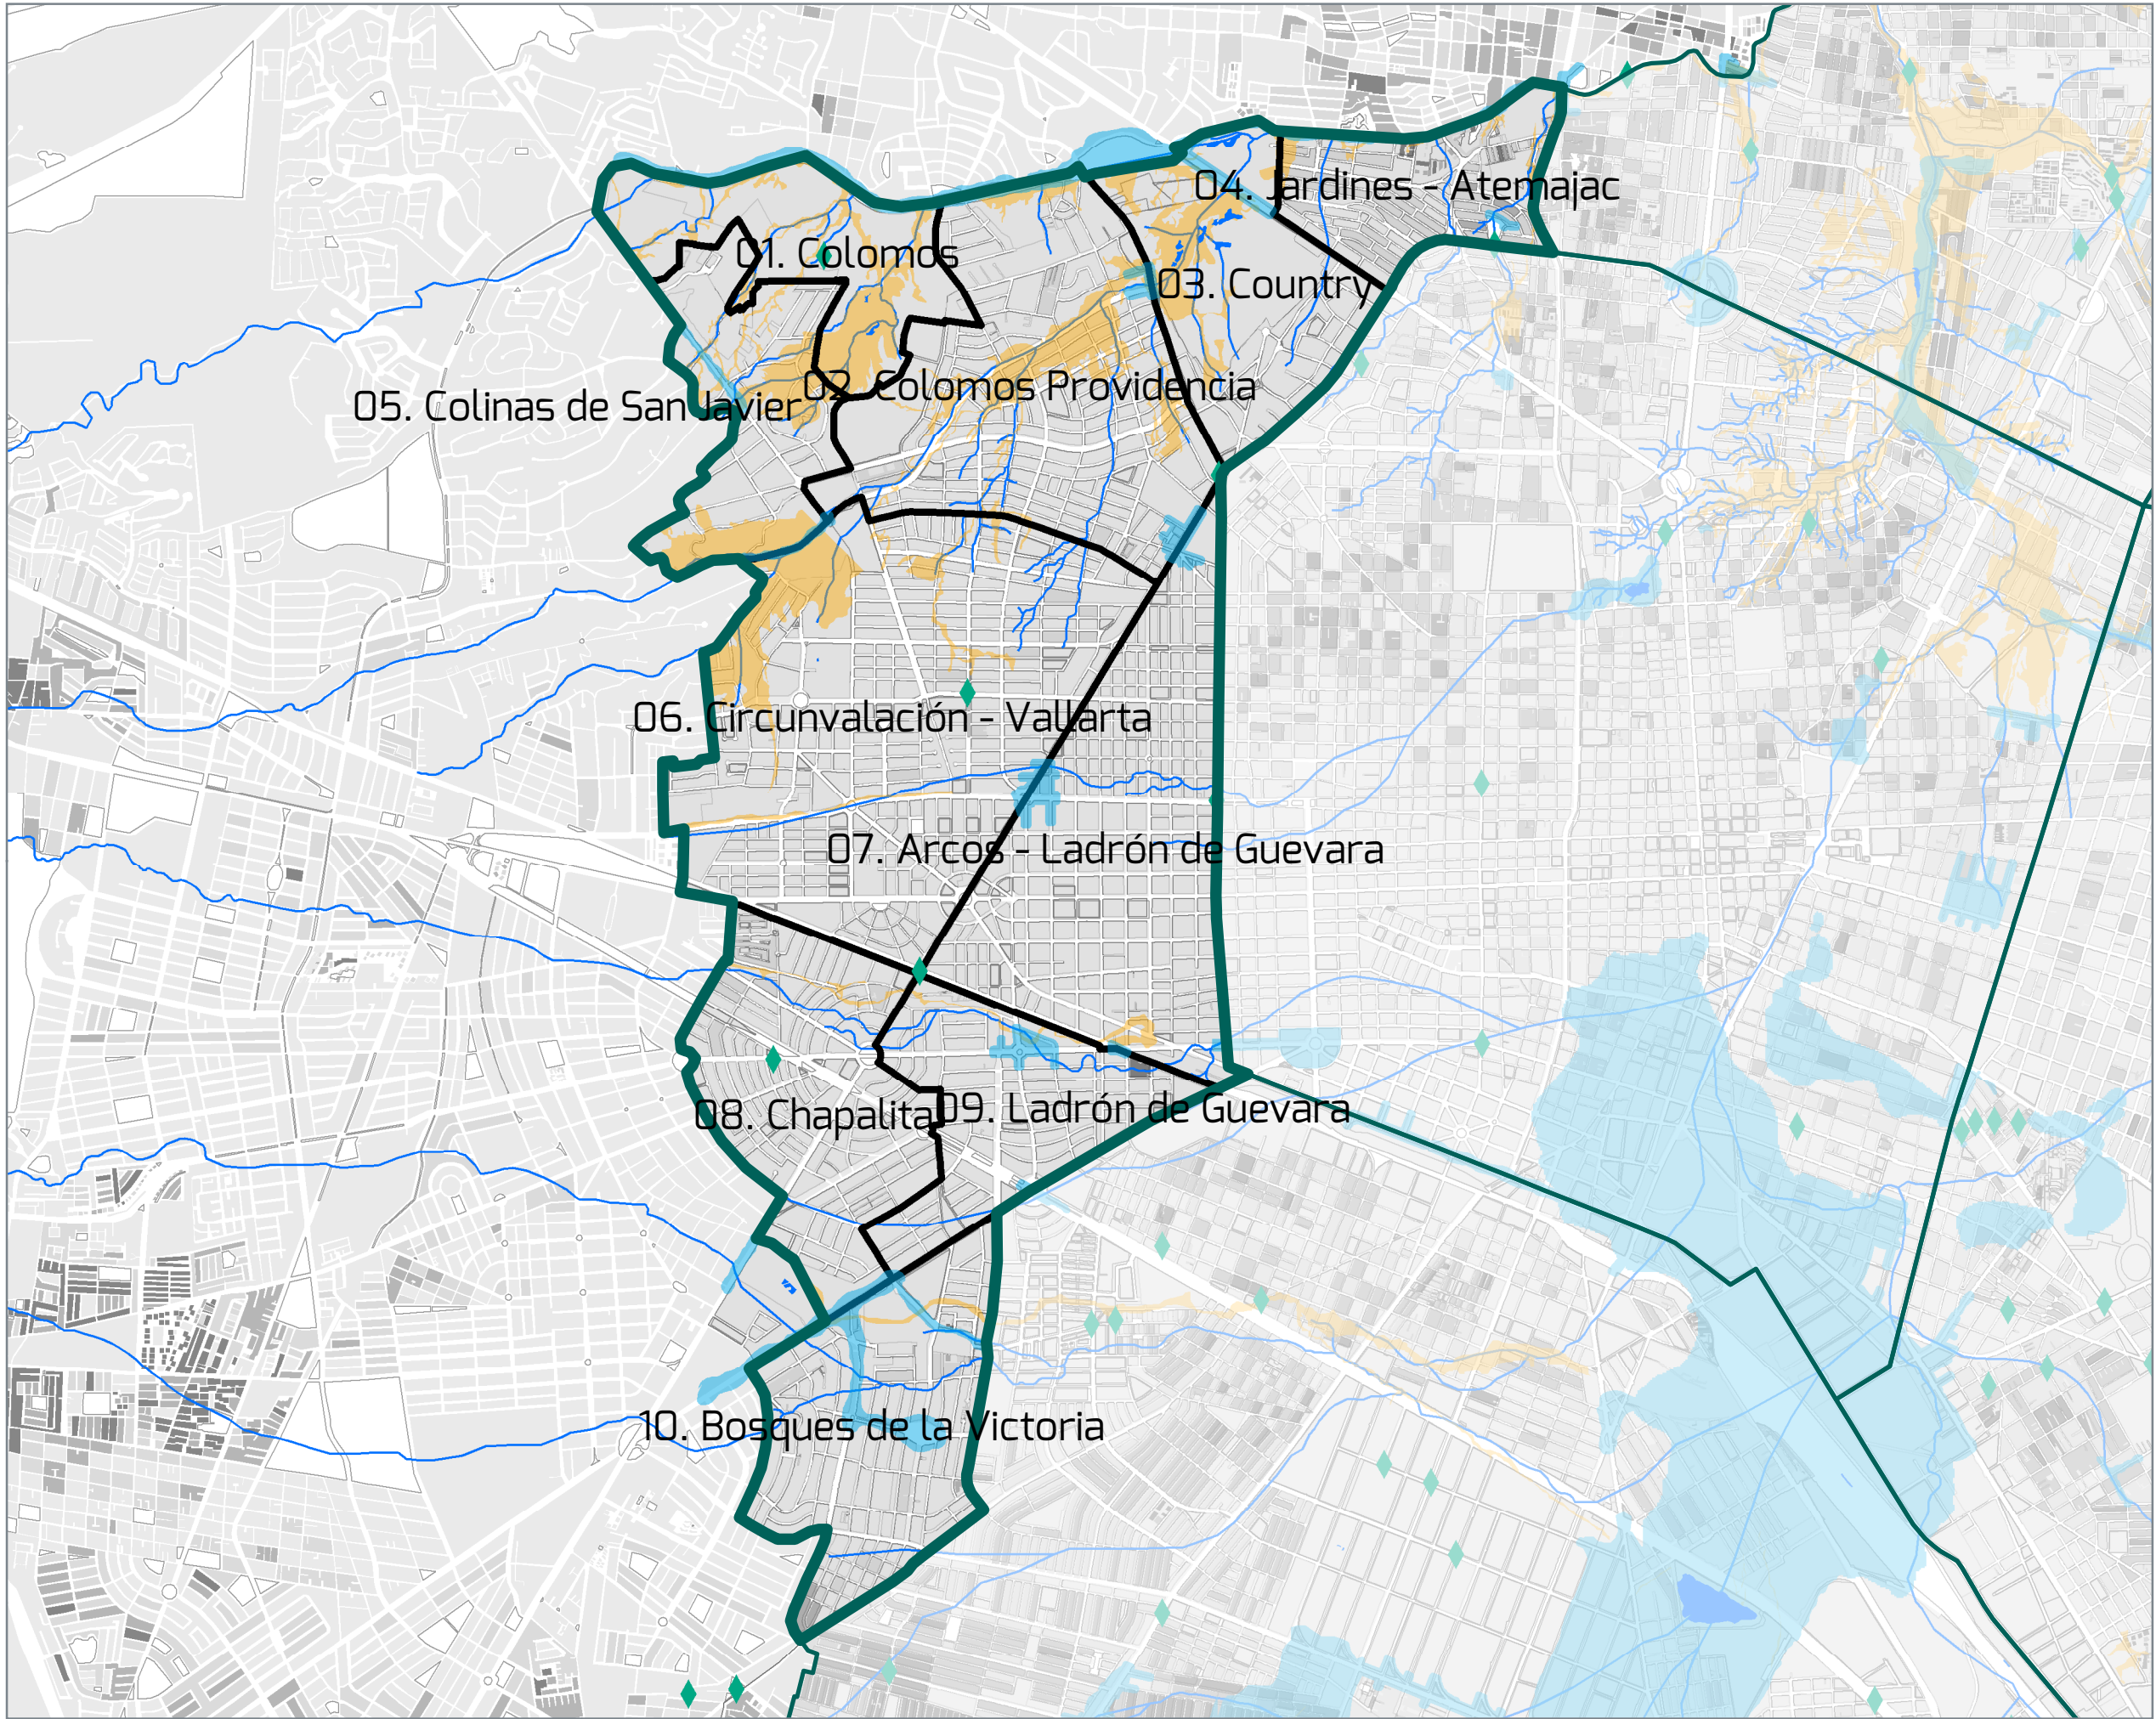 04. Jardines - Atemajac
01. Colomos
03. Country
02. Colomos Providencia
05. Colinas de San Javier
06. Circunvalación - Vallarta
07. Arcos - Ladrón de Guevara
08. Chapalita
09. Ladrón de Guevara
10. Bosques de la Victoria